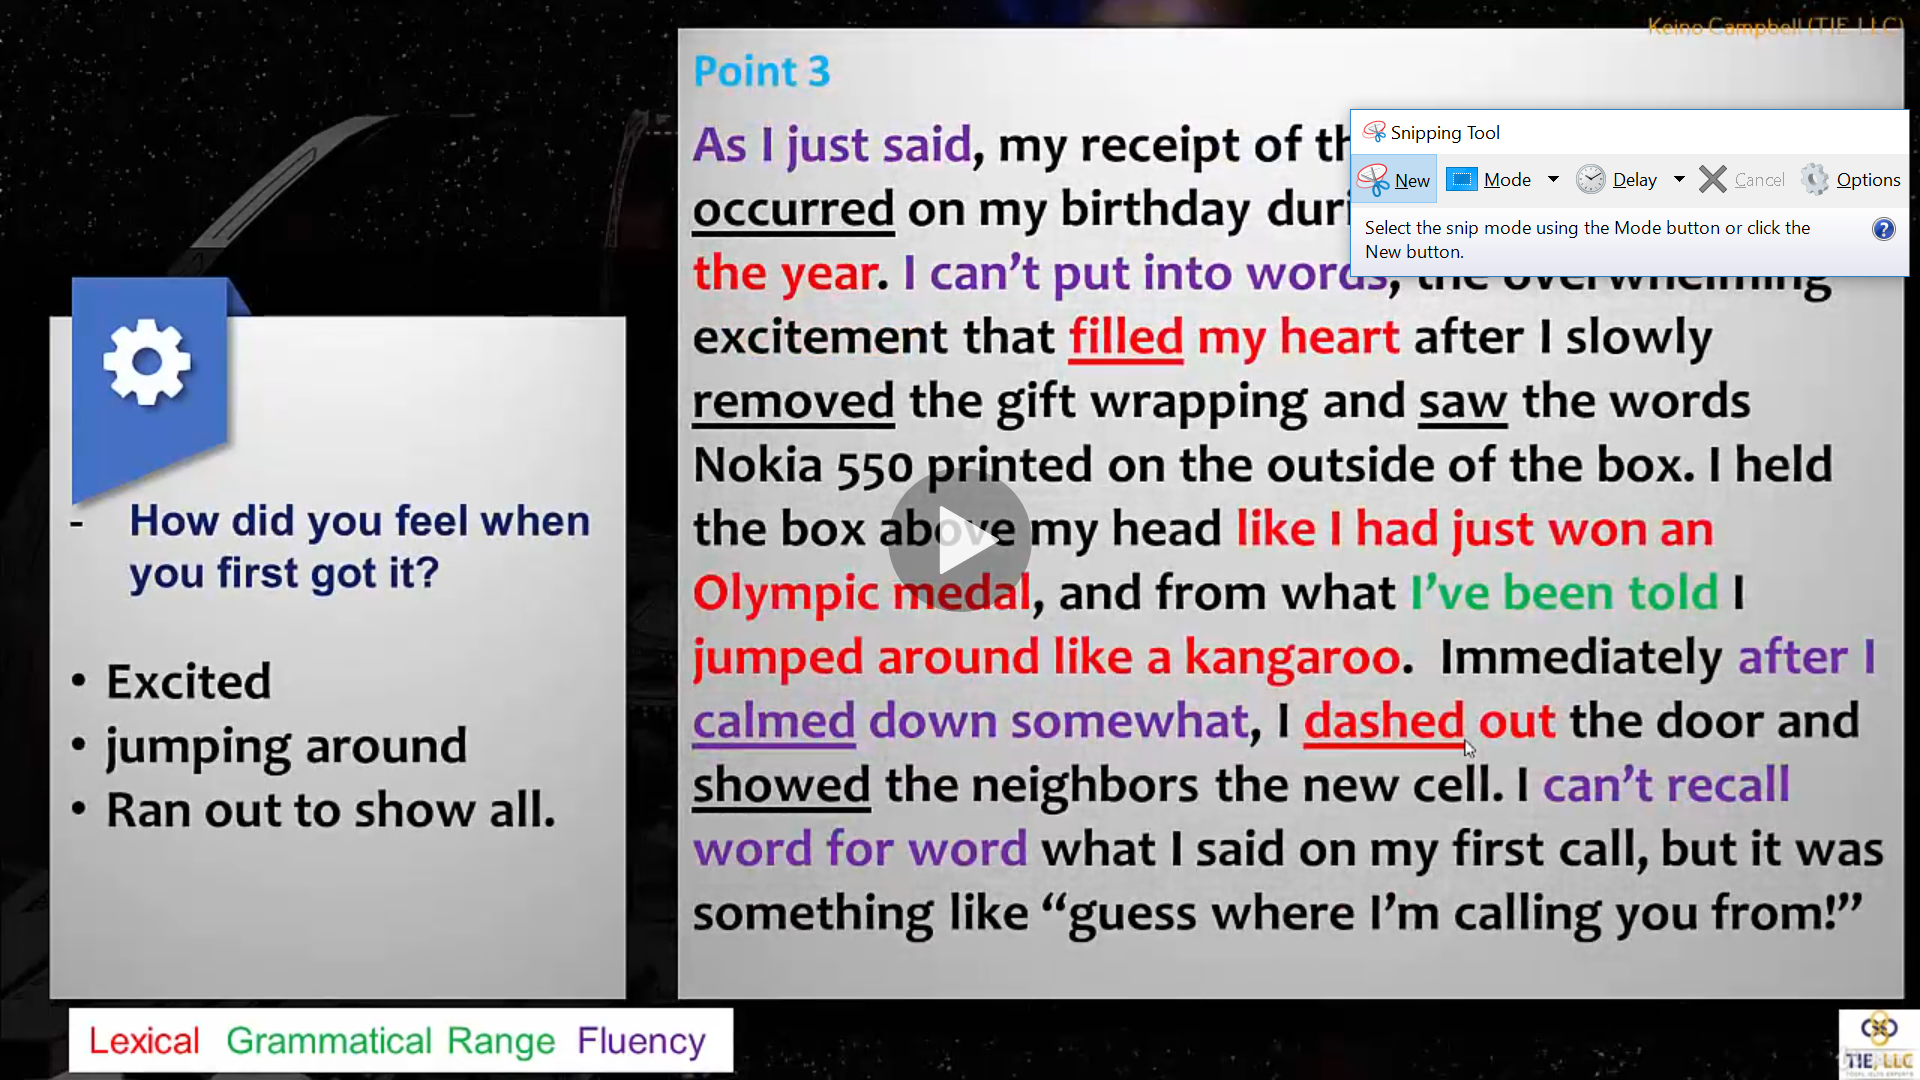 Keino Campbell (TIE LLC)
Point 3
As I just said, my receipt of th
occurred on my birthday duri
the year. I can't put into words, the overwhelming
excitement that filled my heart after I slowly
removed the gift wrapping and saw the words
Nokia 550 printed on the outside of the box. I held
the box above my head like I had just won an
Olympic medal, and from what I've been told I
jumped around like a kangaroo. Immediately after I
calmed down somewhat, I dashed out the door and
showed the neighbors the new cell. I can't recall
word for word what I said on my first call, but it was
something like “guess where I'm calling you from!”
Snipping Tool
New Mode Delay Cancel Options
Select the snip mode using the Mode button or click the
New button.
- How did you feel when
you first got it?
• Excited
• jumping around
• Ran out to show all.
Lexical Grammatical Range Fluency
TIE, LLC